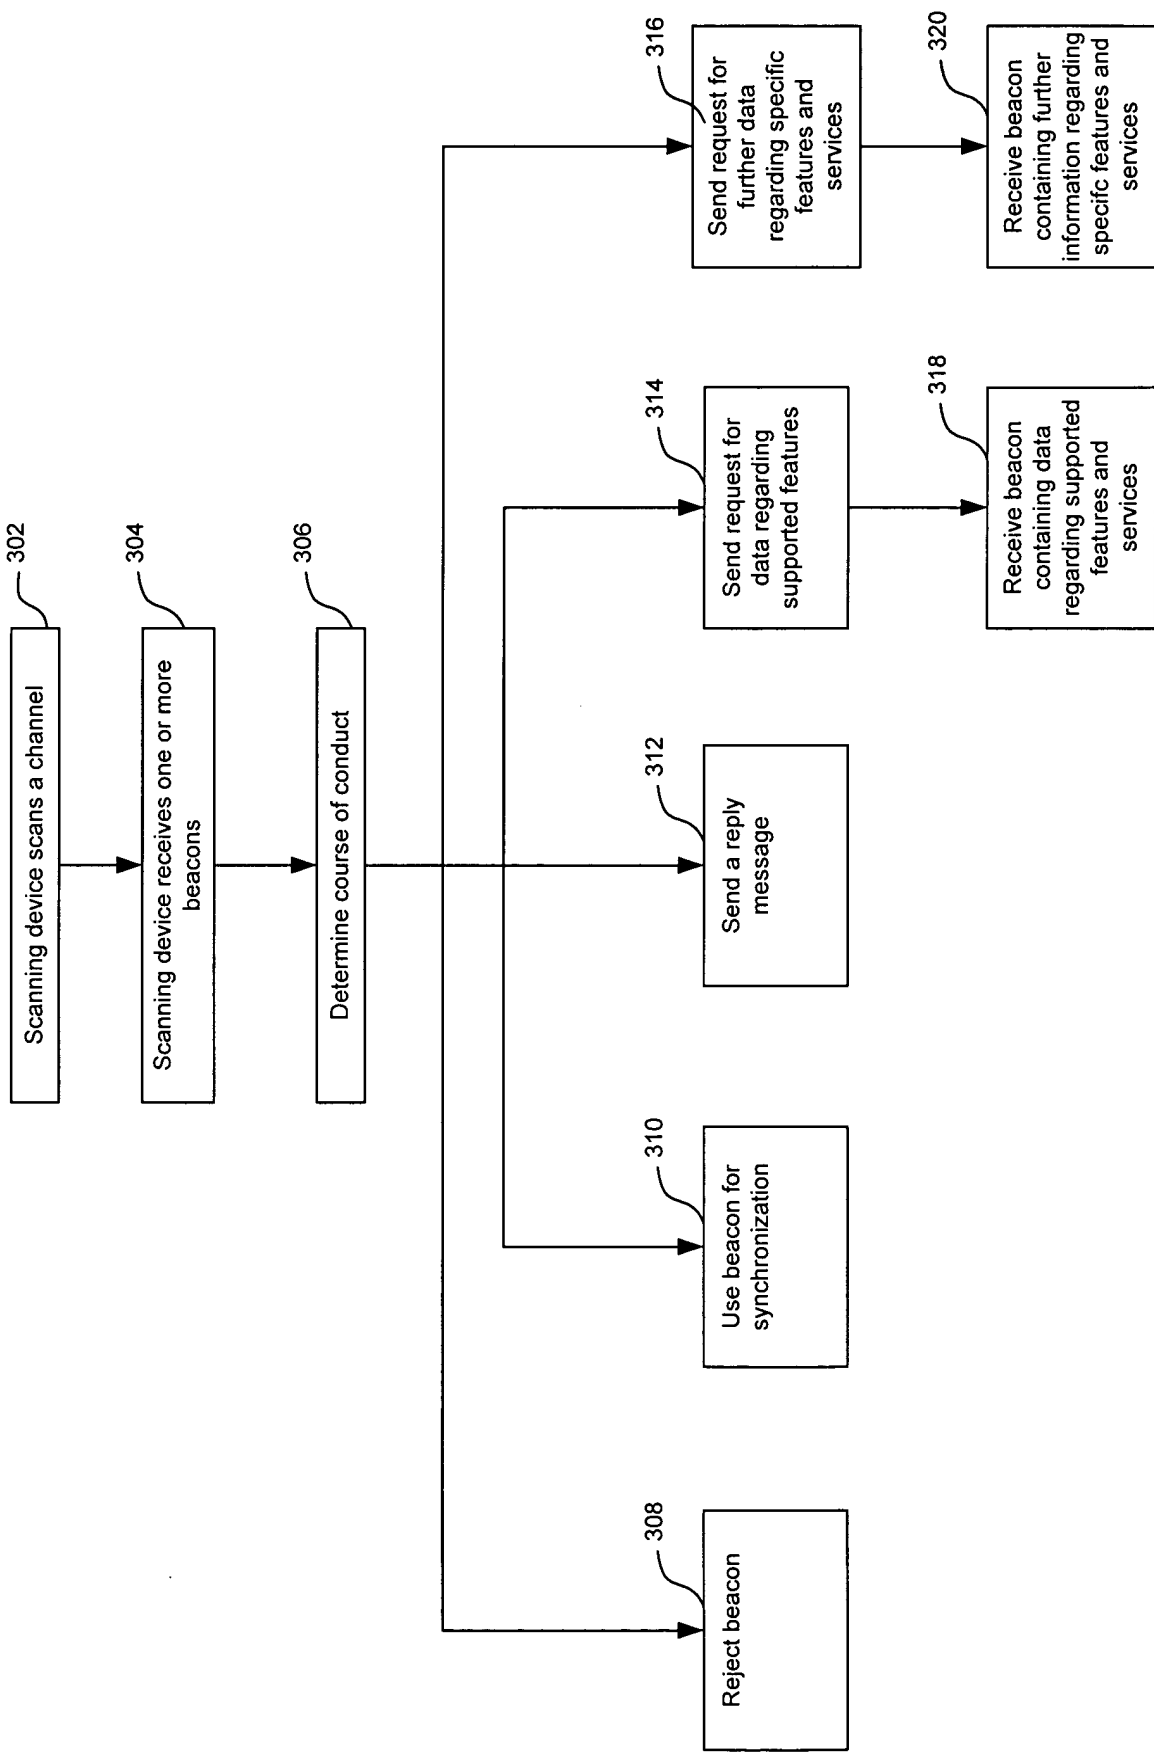 302
Scanning device scans a channel
304
Scanning device receives one or more
beacons
306
Determine course of conduct
308
Reject beacon
310
Use beacon for
synchronization
312
Send a reply
message
314
Send request for
data regarding
supported features
316
Send request for
further data
regarding specific
features and
services
318
Receive beacon
containing data
regarding supported
features and
services
320
Receive beacon
containing further
information regarding
specifc features and
services